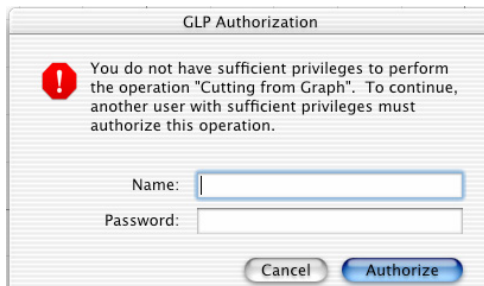 GLP Authorization
You do not have sufficient privileges to perform
the operation "Cutting from Graph".  To continue,
another user with sufficient privileges must
authorize this operation.
Name:
Password:
Cancel
Authorize